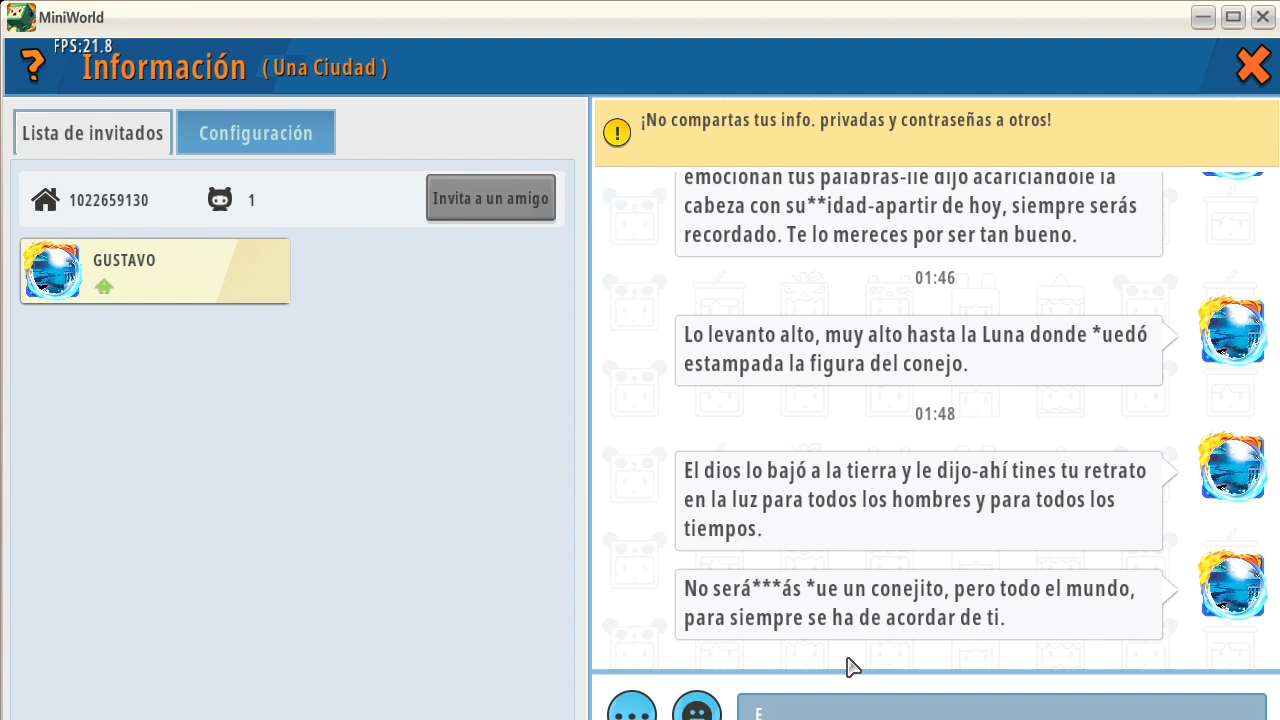 MiniWorld
FPS:21.8
Información
( Una Ciudad )
Lista de invitados
Configuración
1022659130
1
Invita a un amigo
GUSTAVO
¡No compartas tus info. privadas y contraseñas a otros!
emocionan tus palabras-lle dijo acariciándole la
cabeza con su**idad-apartir de hoy, siempre serás
recordado. Te lo mereces por ser tan bueno.
01:46
Lo levanto alto, muy alto hasta la Luna donde *uedó
estampada la figura del conejo.
01:48
El dios lo bajó a la tierra y le dijo-ahí tines tu retrato
en la luz para todos los hombres y para todos los
tiempos.
No será***ás *ue un conejito, pero todo el mundo,
para siempre se ha de acordar de ti.
E